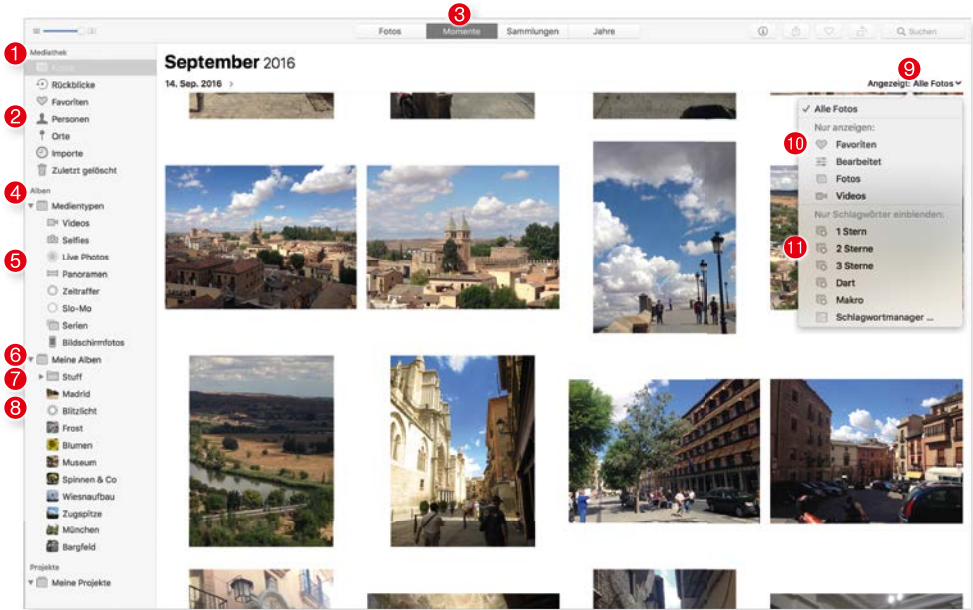 3
Fotos Momente Sammlungen Jahre Suchen
1
Mediathek
Fotos
Rückblicke
Favoriten
2
Personen
Orte
Importe
Zuletzt gelöscht
4
Alben
Medientypen
Videos
Selfies
5
Live Photos
Panoramen
Zeitraffer
Slo-Mo
Serien
Bildschirmfotos
6
Meine Alben
7
Stuff
Madrid
8
Blitzlicht
Frost
Blumen
Museum
Spinnen & Co
Wiesnaufbau
Zugspitze
München
Bargfeld
Projekte
Meine Projekte
September 2016
14. Sep. 2016 >
9
Angezeigt: Alle Fotos
✓ Alle Fotos
Nur anzeigen:
10
Favoriten
Bearbeitet
Fotos
Videos
Nur Schlagwörter einblenden:
1 Stern
11
2 Sterne
3 Sterne
Dart
Makro
Schlagwortmanager ...